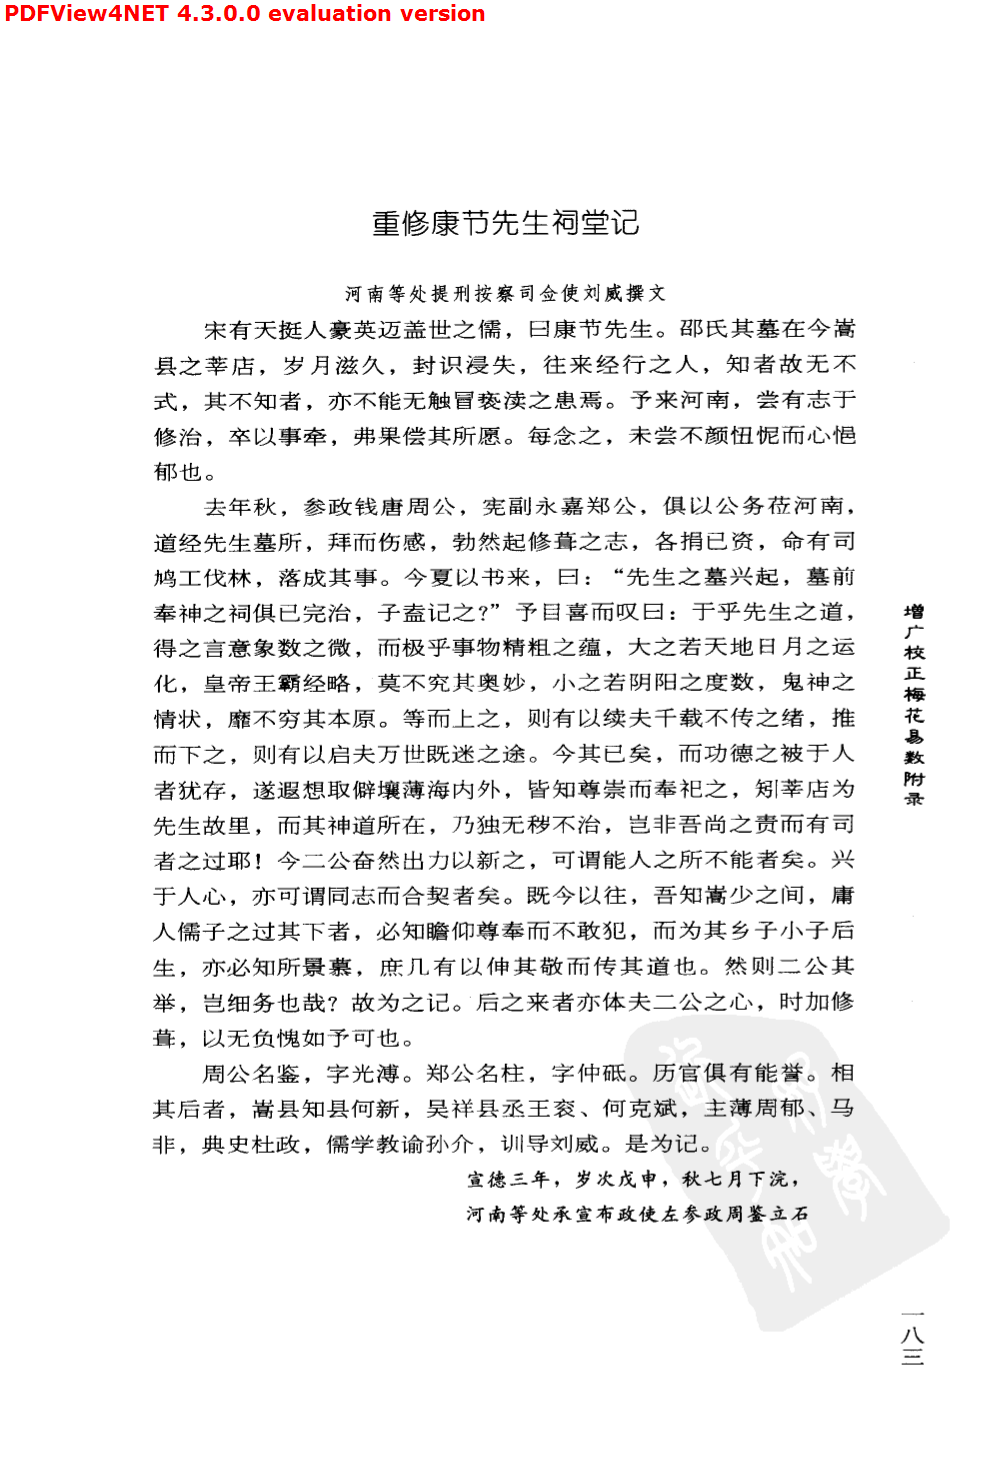 PDFView4NET 4.3.0.0 evaluation version
重修康节先生祠堂记
河南等处提刑按察司佥使刘威撰文
宋有天挺人豪英迈盖世之儒，曰康节先生。邵氏其墓在今嵩
县之莘店，岁月滋久，封识浸失，往来经行之人，知者故无不
式，其不知者，亦不能无触冒亵渎之患焉。予来河南，尝有志于
修治，卒以事牵，弗果偿其所愿。每念之，未尝不颜忸怩而心悒
郁也。
去年秋，参政钱唐周公，宪副永嘉郑公，俱以公务莅河南，
道经先生墓所，拜而伤感，勃然起修葺之志，各捐已资，命有司
鸠工伐林，落成其事。今夏以书来，曰：“先生之墓兴起，墓前
奉神之祠俱已完治，子盍记之？”予目喜而叹曰：于乎先生之道，
得之言意象数之微，而极乎事物精粗之蕴，大之若天地日月之运
化，皇帝王霸经略，莫不究其奥妙，小之若阴阳之度数，鬼神之
情状，靡不穷其本原。等而上之，则有以续夫千载不传之绪，推
而下之，则有以启夫万世既迷之途。今其已矣，而功德之被于人
者犹存，遂遐想取僻壤薄海内外，皆知尊崇而奉祀之，矧莘店为
先生故里，而其神道所在，乃独无秽不治，岂非吾尚之责而有司
者之过耶！今二公奋然出力以新之，可谓能人之所不能者矣。兴
于人心，亦可谓同志而合契者矣。既今以往，吾知嵩少之间，庸
人儒子之过其下者，必知瞻仰尊奉而不敢犯，而为其乡子小子后
生，亦必知所景慕，庶几有以伸其敬而传其道也。然则二公其
举，岂细务也哉？故为之记。后之来者亦体夫二公之心，时加修
葺，以无负愧如予可也。
周公名鉴，字光溥。郑公名柱，字仲砥。历官俱有能誉。相
其后者，嵩县知县何新，吴祥县丞王衮、何克斌，主薄周郁、马
非，典史杜政，儒学教谕孙介，训导刘威。是为记。
宣德三年，岁次戊申，秋七月下浣，
河南等处承宣布政使左参政周鉴立石
增广校正梅花易数附录
一八三